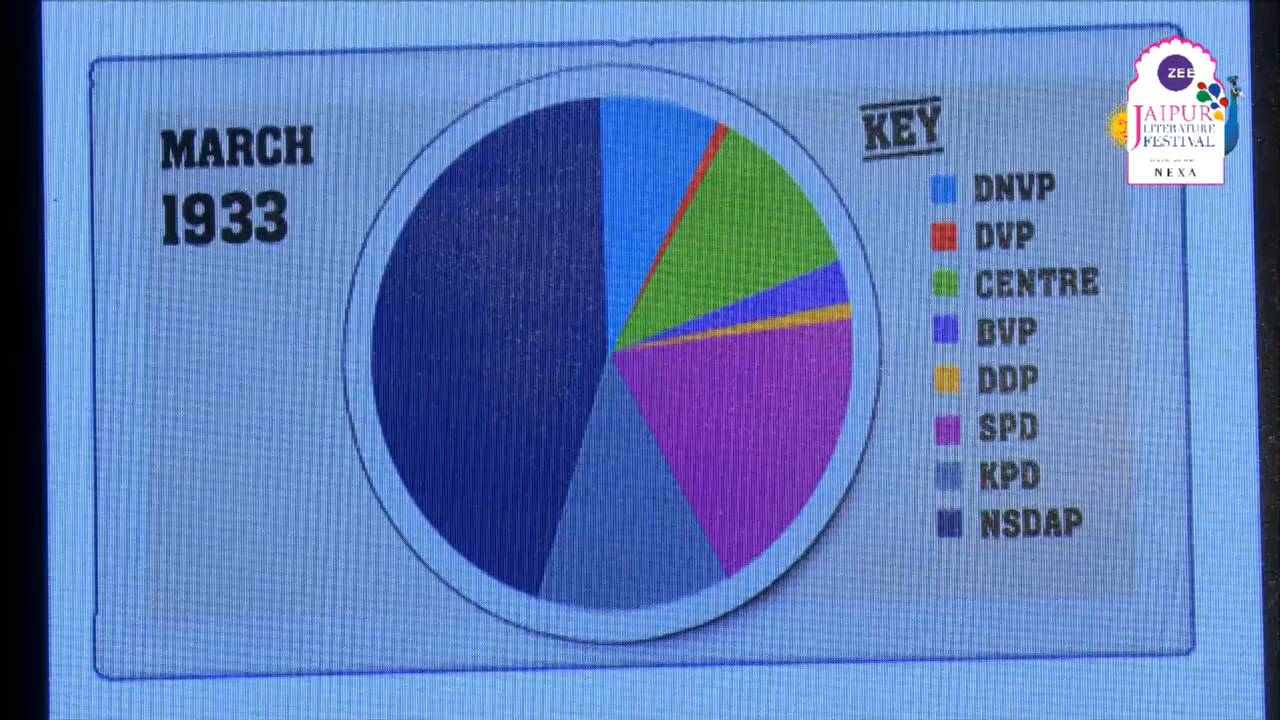 MARCH
1933
KEY
DNVP
DVP
CENTRE
BVP
DDP
SPD
KPD
NSDAP
ZEE
JAIPUR
LITERATURE
FESTIVAL
NEXA